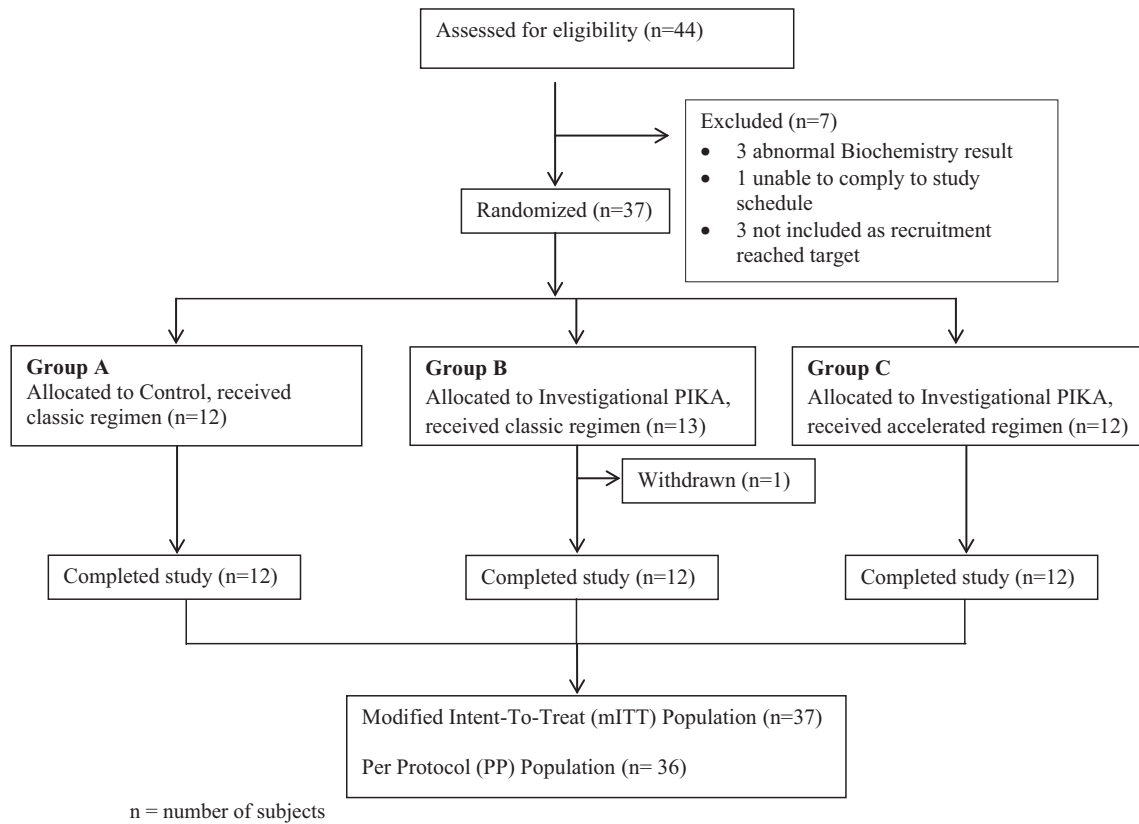 Assessed for eligibility (n=44)
Excluded (n=7)
• 3 abnormal Biochemistry result
• 1 unable to comply to study
schedule
• 3 not included as recruitment
reached target
Randomized (n=37)
Group A
Allocated to Control, received
classic regimen (n=12)
Group B
Allocated to Investigational PIKA,
received classic regimen (n=13)
Group C
Allocated to Investigational PIKA,
received accelerated regimen (n=12)
Withdrawn (n=1)
Completed study (n=12)
Completed study (n=12)
Completed study (n=12)
Modified Intent-To-Treat (mITT) Population (n=37)
Per Protocol (PP) Population (n= 36)
n = number of subjects